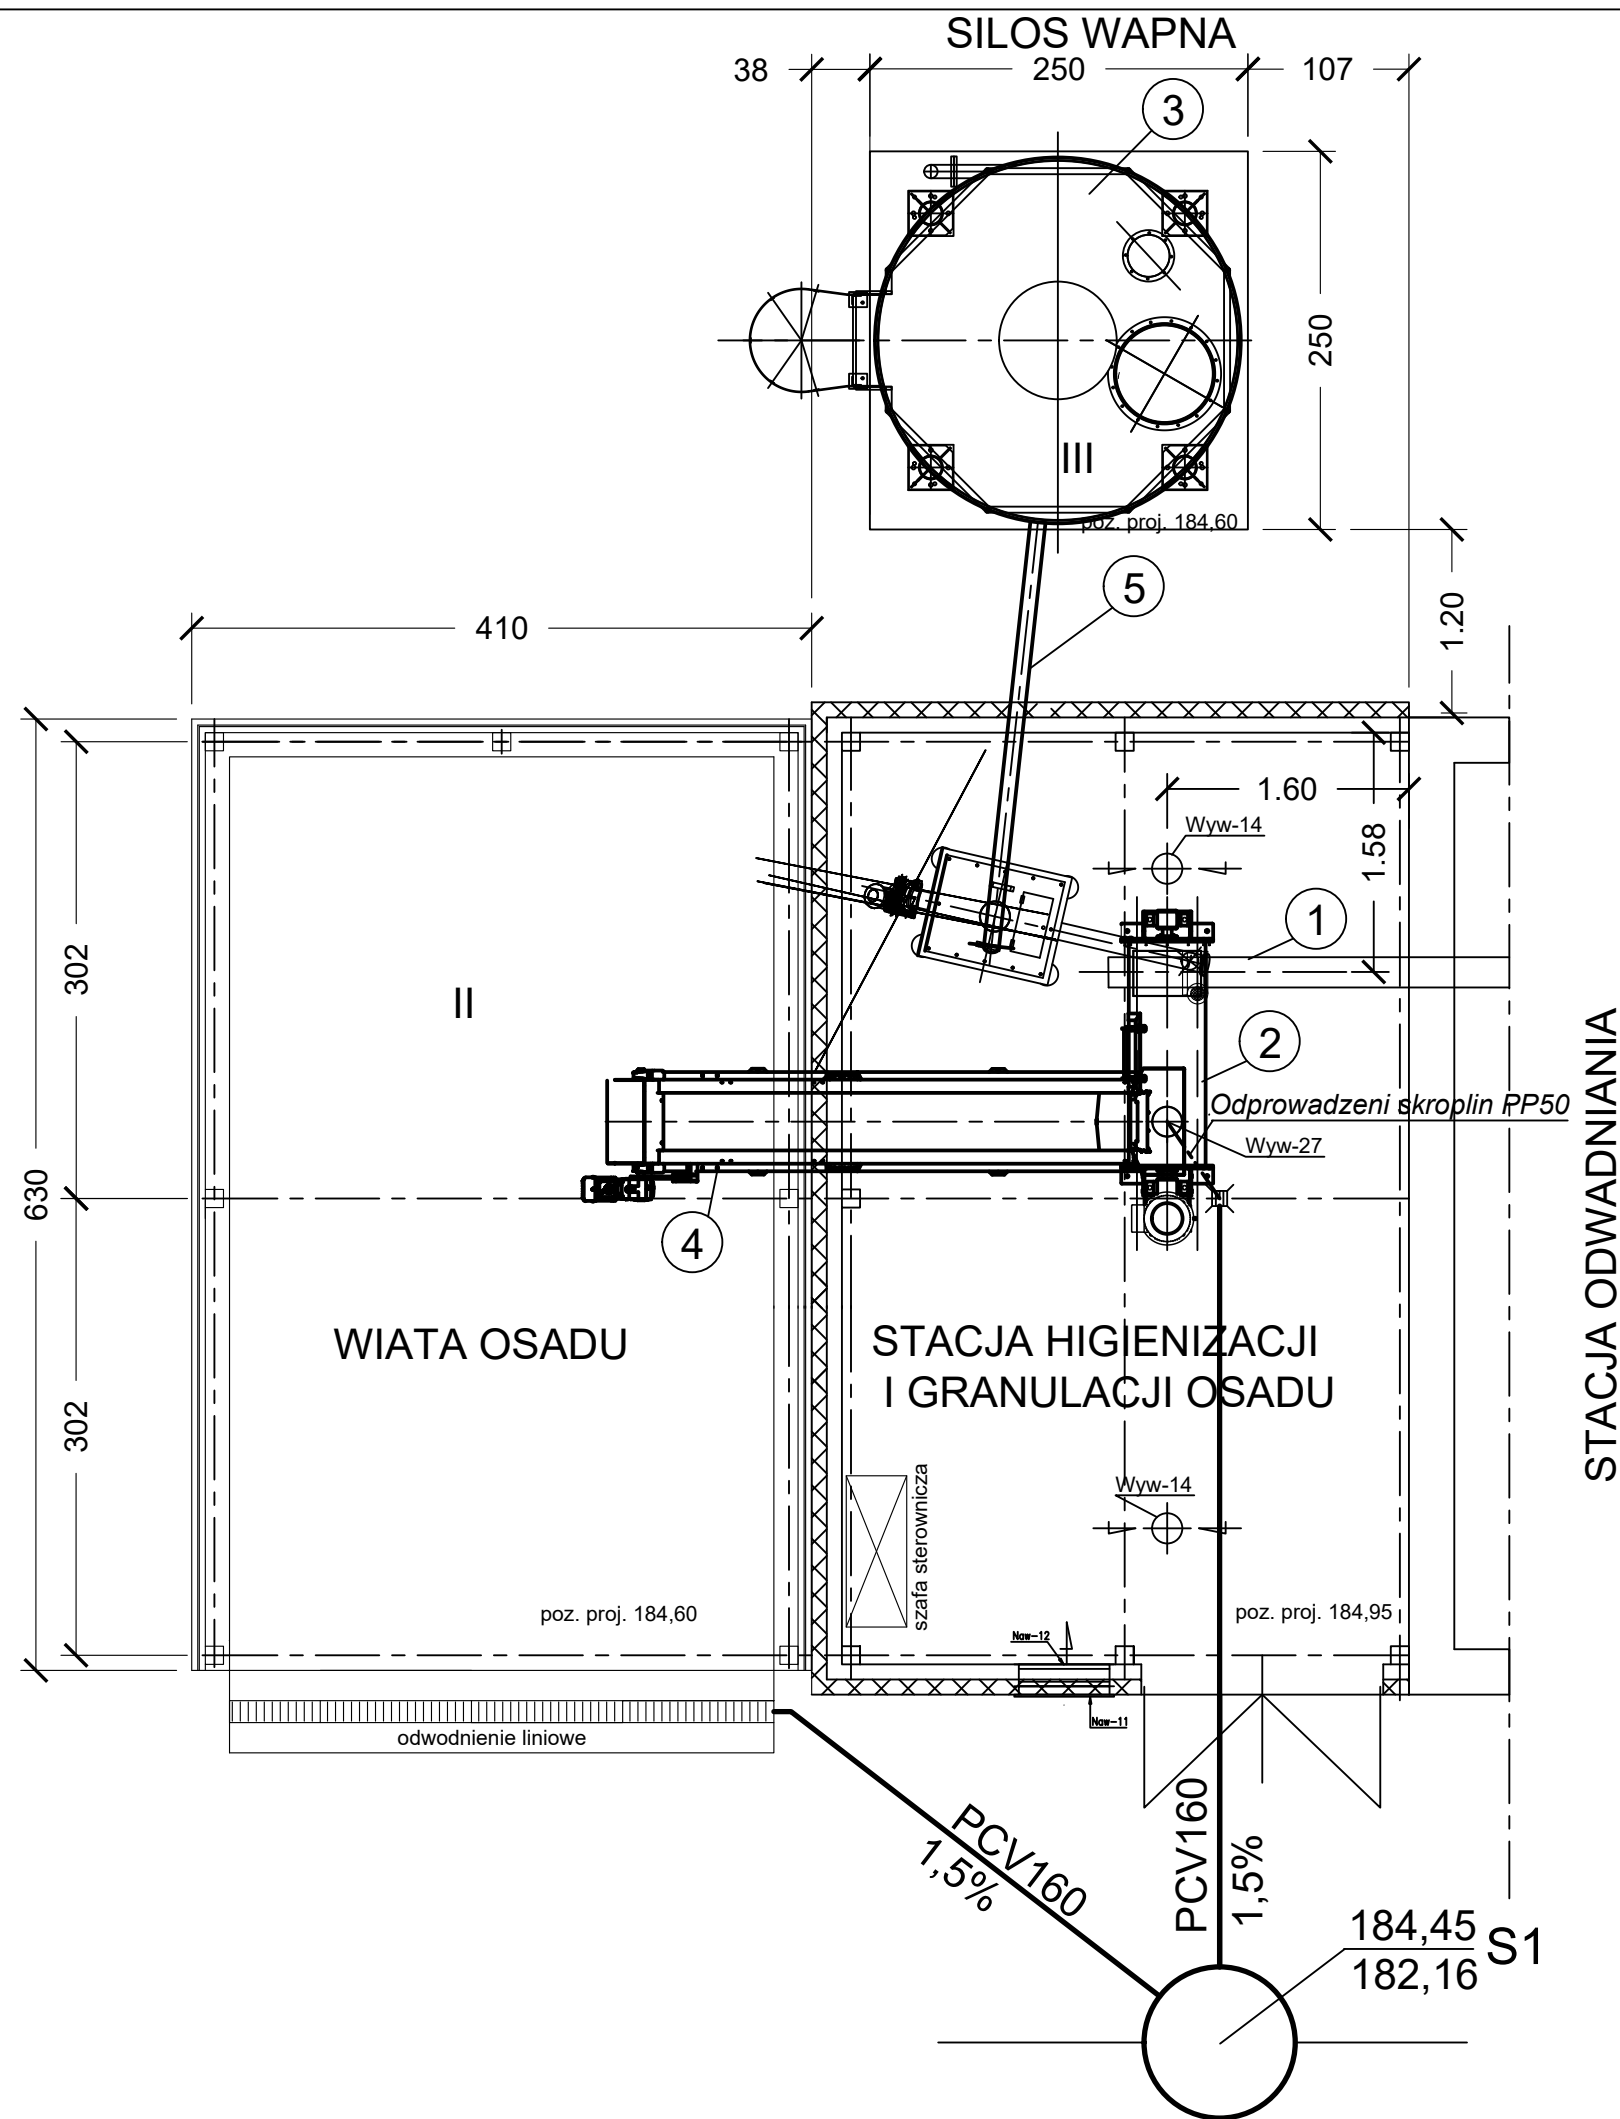 SILOS WAPNA
38
250
107
3
250
III
poz. proj. 184,60
5
1.20
410
1.60
Wyw-14
1.58
1
302
II
2
STACJA ODWADNIANIA
Odprowadzeni skroplin PP50
Wyw-27
630
4
WIATA OSADU
STACJA HIGIENIZACJI
I GRANULACJI OSADU
302
szafa sterownicza
Wyw-14
poz. proj. 184,60
poz. proj. 184,95
Naw-12
Naw-11
odwodnienie liniowe
PCV160
1,5%
PCV160
1,5%
184,45
S1
182,16